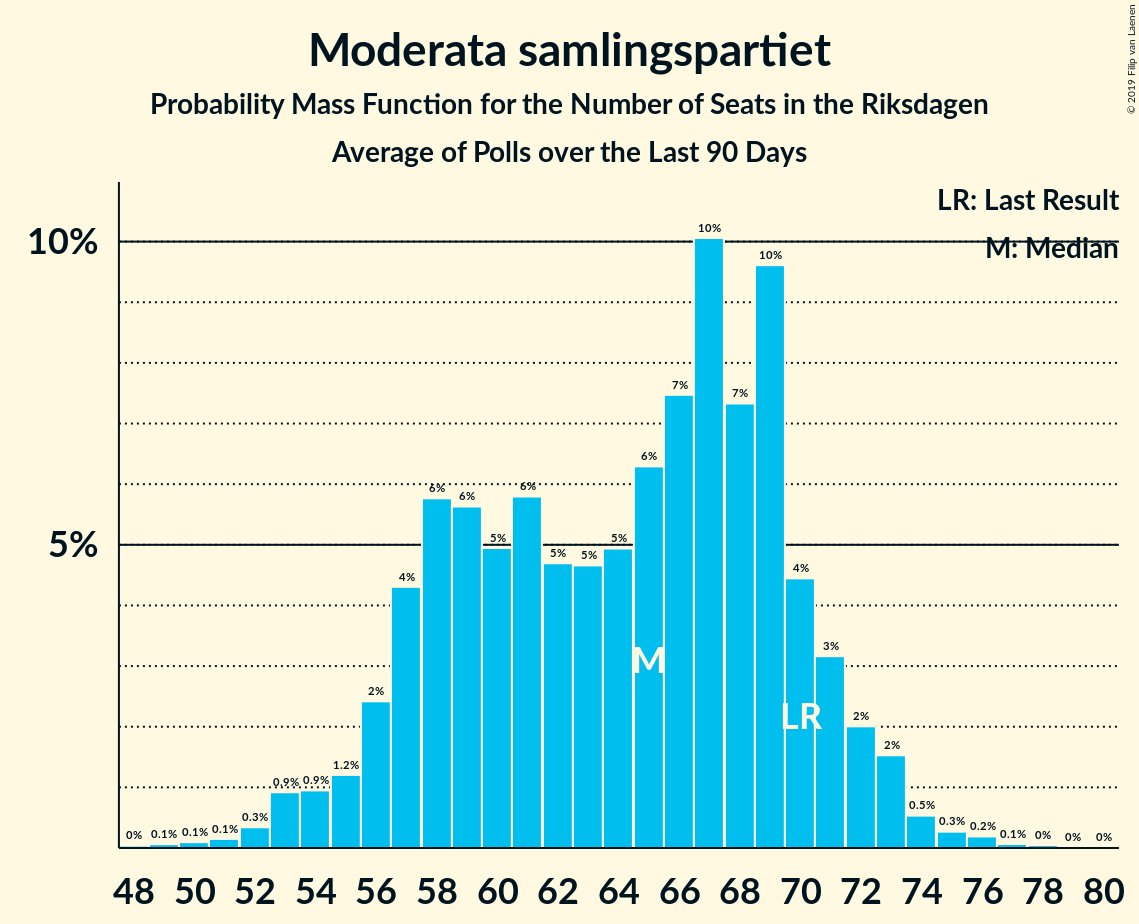 Moderata samlingspartiet
Probability Mass Function for the Number of Seats in the Riksdagen
Average of Polls over the Last 90 Days
© 2019 Filip van Laenen
LR: Last Result
M: Median
10%
5%
0% 0.1% 0.1% 0.1% 0.3% 0.9% 0.9% 1.2% 2% 4% 6% 6% 5% 6% 5% 5% 5% 6% 7% 10% 7% 10% 4% 3% 2% 2% 0.5% 0.3% 0.2% 0.1% 0% 0% 0%
M
LR
48 50 52 54 56 58 60 62 64 66 68 70 72 74 76 78 80